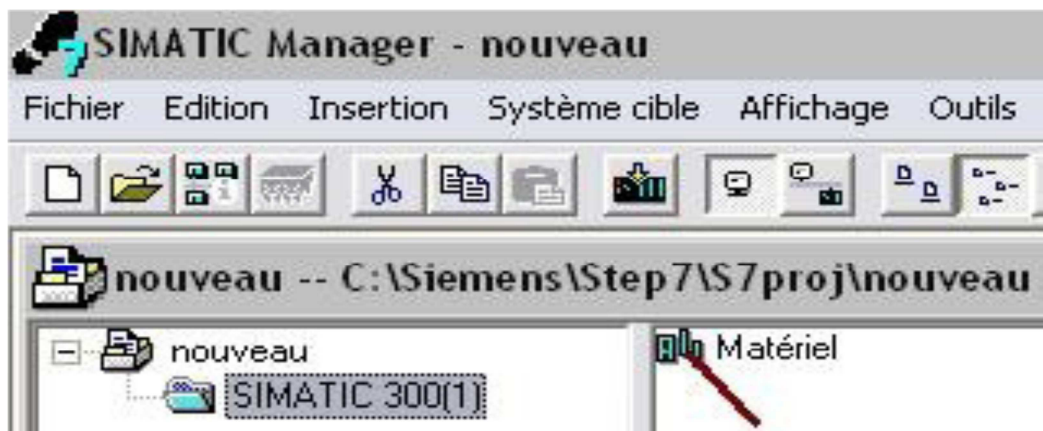 SIMATIC Manager - nouveau
Fichier Edition Insertion Système cible Affichage Outils
nouveau -- C:\Siemens\Step7\S7proj\nouveau
nouveau
SIMATIC 300(1)
Matériel